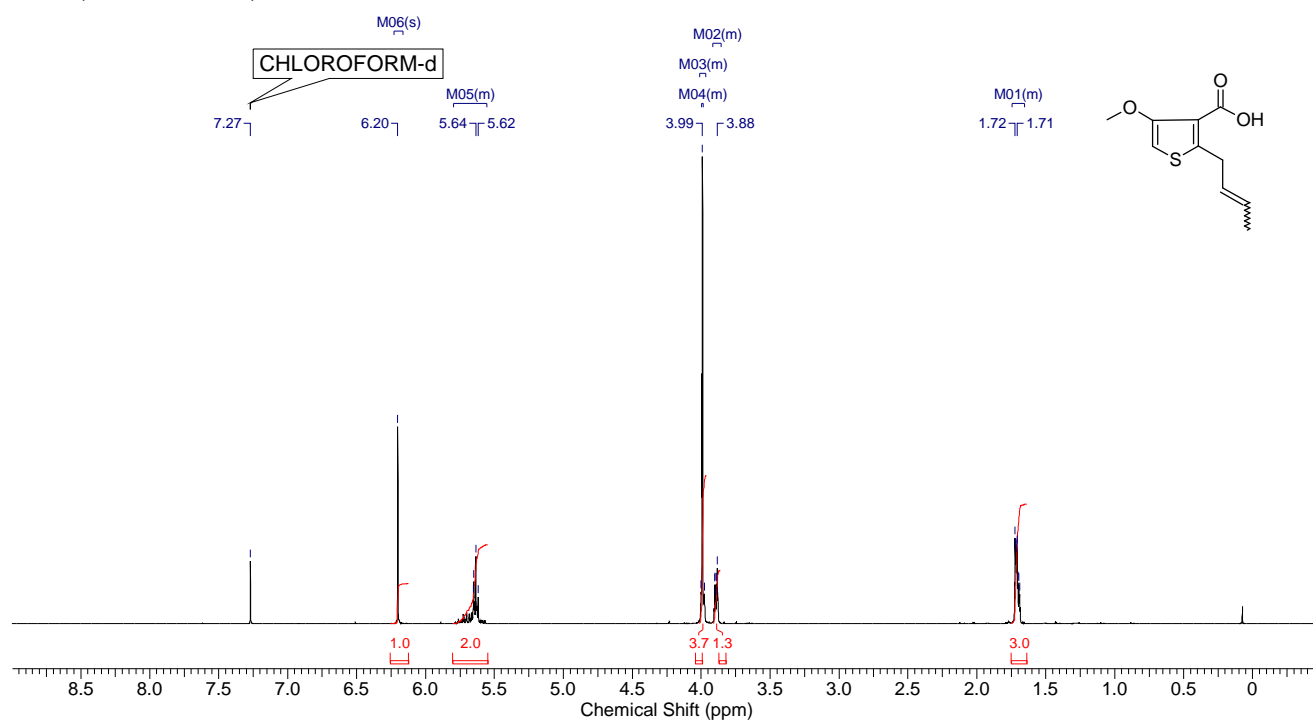 M06(s)
M02(m)
CHLOROFORM-d
M03(m)
M05(m)
M04(m)
M01(m)
7.27
6.20
5.64
5.62
3.99
3.88
1.72
1.71
O
O
OH
S
1.0
2.0
3.7
1.3
3.0
8.5 8.0 7.5 7.0 6.5 6.0 5.5 5.0 4.5 4.0 3.5 3.0 2.5 2.0 1.5 1.0 0.5 0
Chemical Shift (ppm)